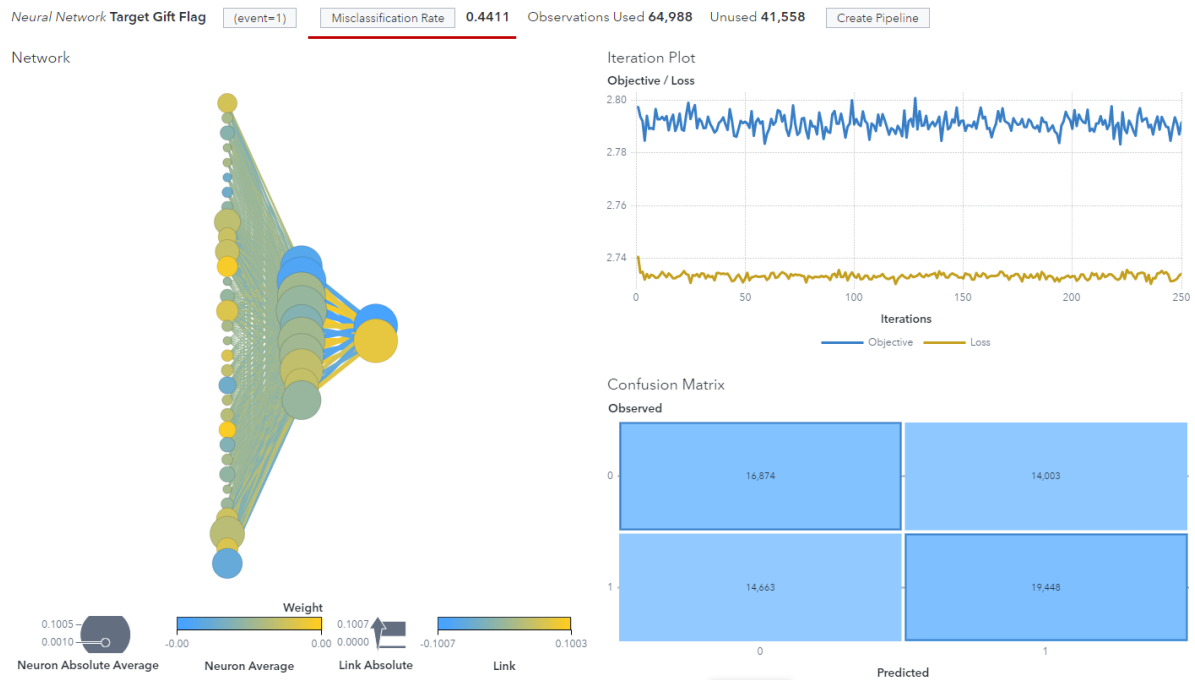 Neural Network Target Gift Flag (event=1) Misclassification Rate 0.4411 Observations Used 64,988 Unused 41,558 Create Pipeline
Network
Iteration Plot
Objective / Loss
2.80
2.78
2.76
2.74
0 50 100 150 200 250
Iterations
Objective Loss
Confusion Matrix
Observed
0 16,874 14,003
1 14,663 19,448
0 1
Predicted
Weight
0.1005
0.0010
Neuron Absolute Average
-0.00 0.00
Neuron Average
0.1007
0.0000
Link Absolute
-0.1007 0.1003
Link